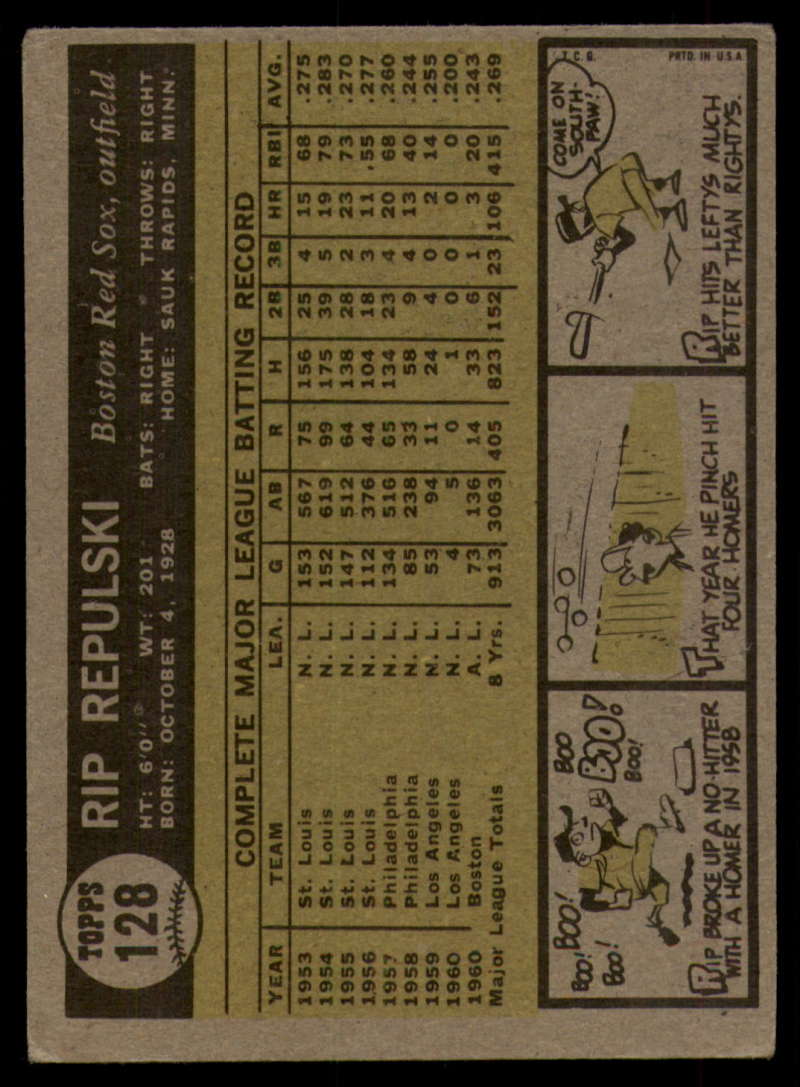 TOPPS
128
RIP REPULSKI Boston Red Sox, outfield
HT: 6'0" WT: 201 BATS: RIGHT THROWS: RIGHT
BORN: OCTOBER 4, 1928 HOME: SAUK RAPIDS, MINN.
COMPLETE MAJOR LEAGUE BATTING RECORD
YEAR TEAM LEA. G AB R H 2B 3B HR RBI AVG.
1953 St. Louis N. L. 153 567 75 156 25 4 15 68 .275
1954 St. Louis N. L. 152 619 99 175 39 5 19 79 .283
1955 St. Louis N. L. 147 512 64 138 28 2 23 73 .270
1956 St. Louis N. L. 112 376 44 104 18 3 11 .55 .277
1957 Philadelphia N. L. 134 516 65 134 23 4 20 68 .260
1958 Philadelphia N. L. 85 238 33 58 9 4 13 40 .244
1959 Los Angeles N. L. 53 94 11 24 4 0 2 14 .255
1960 Los Angeles N. L. 4 5 0 1 0 0 0 0 .200
1960 Boston A. L. 73 136 14 33 6 1 3 20 .243
Major League Totals 8 Yrs. 913 3063 405 823 152 23 106 415 .269
BOO! BOO!
BOO!
BOO
BOO!
BOO!
RIP BROKE UP A NO-HITTER
WITH A HOMER IN 1958
THAT YEAR HE PINCH HIT
FOUR HOMERS
T.C.G. PRTD. IN U.S.A
COME ON
SOUTH-
PAW!
RIP HITS LEFTYS MUCH
BETTER THAN RIGHTYS.